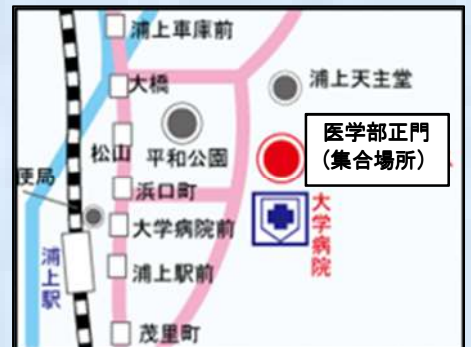 浦上車庫前
大橋
浦上天主堂
医学部正門
（集合場所）
松山
平和公園
便局
浜口町
大学病院前
大学病院
浦上駅
浦上駅前
茂里町